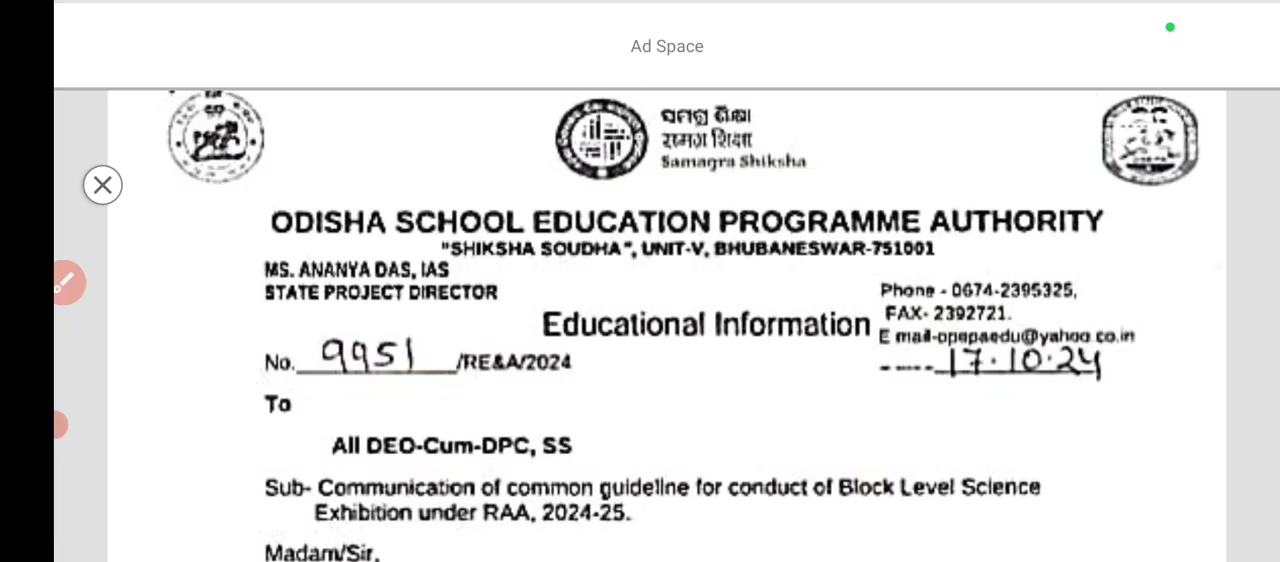 Ad Space
ସମଗ୍ର ଶିକ୍ଷା
समग्र शिक्षा
Samagra Shiksha
ODISHA SCHOOL EDUCATION PROGRAMME AUTHORITY
"SHIKSHA SOUDHA", UNIT-V, BHUBANESWAR-751001
MS. ANANYA DAS, IAS
STATE PROJECT DIRECTOR
Phone - 0674-2395325,
FAX- 2392721.
Educational Information
E mail-opepaedu@yahoo.co.in
No. 9951 /RE&A/2024
17.10.24
To
All DEO-Cum-DPC, SS
Sub- Communication of common guideline for conduct of Block Level Science
Exhibition under RAA, 2024-25.
Madam/Sir,